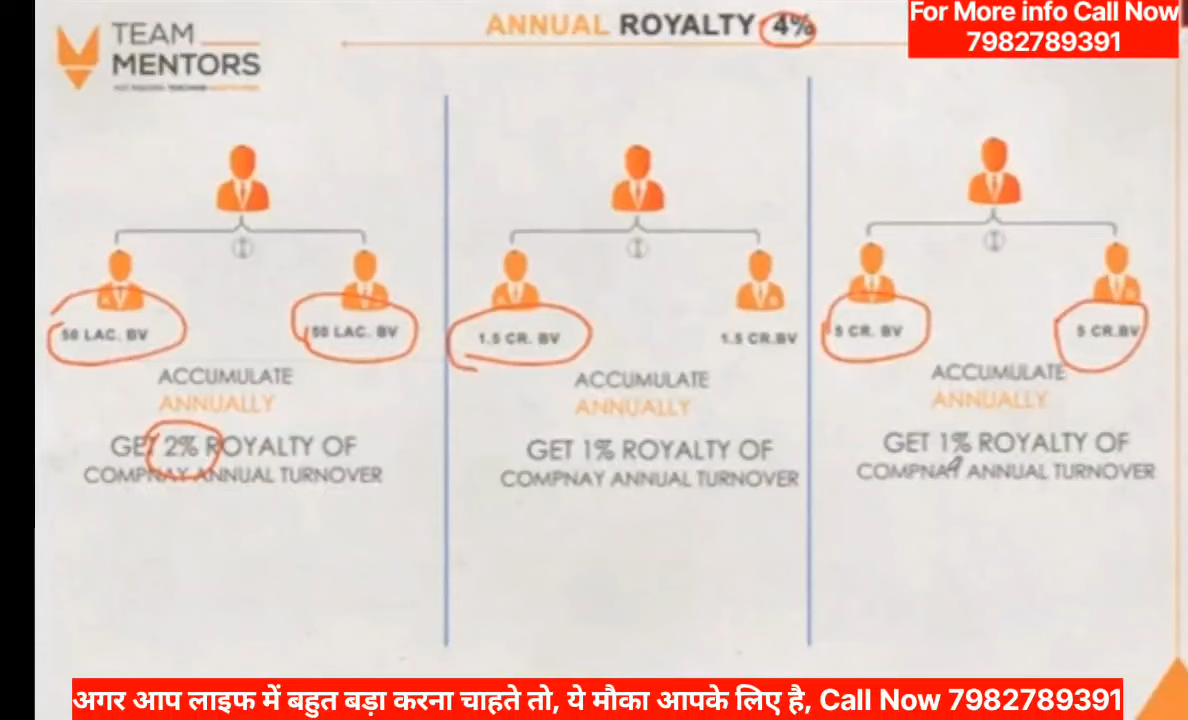 TEAM
MENTORS
ANNUAL ROYALTY 4%
For More info Call Now
7982789391
50 LAC. BV
50 LAC. BV
ACCUMULATE
ANNUALLY
GET 2% ROYALTY OF
COMPNAY ANNUAL TURNOVER
1.5 CR. BV
1.5 CR.BV
ACCUMULATE
ANNUALLY
GET 1% ROYALTY OF
COMPNAY ANNUAL TURNOVER
5 CR. BV
5 CR.BV
ACCUMULATE
ANNUALLY
GET 1% ROYALTY OF
COMPNAY ANNUAL TURNOVER
अगर आप लाइफ में बहुत बड़ा करना चाहते तो, ये मौका आपके लिए है, Call Now 7982789391